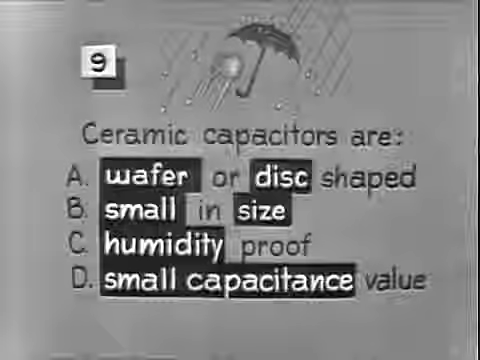 9
Ceramic capacitors are:
A. wafer or disc shaped
B. small in size
C. humidity proof
D. small capacitance value